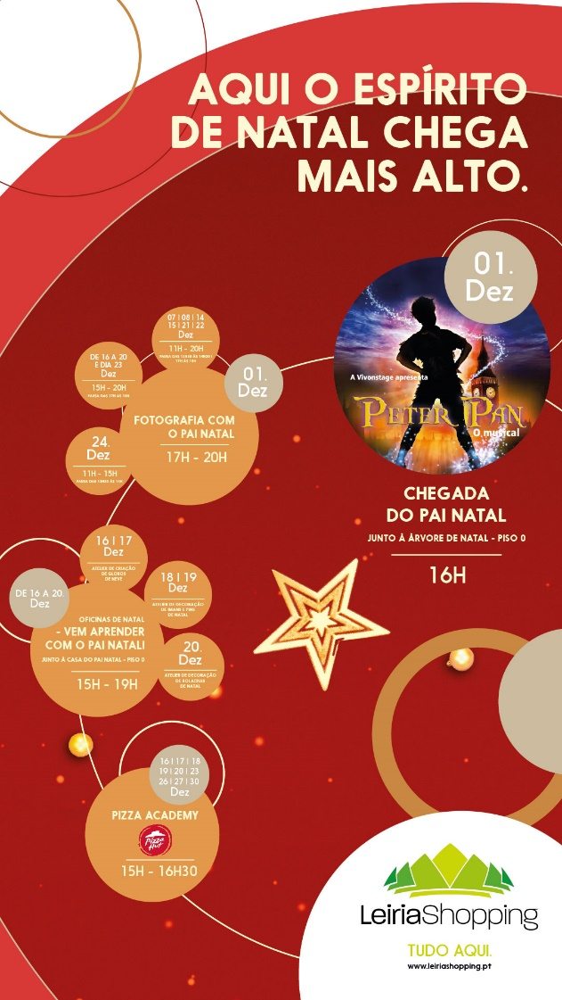 AQUI O ESPÍRITO
DE NATAL CHEGA
MAIS ALTO.
01.
Dez
A Vivonstage apresenta
PETER PAN
O musical
CHEGADA
DO PAI NATAL
JUNTO À ÁRVORE DE NATAL - PISO 0
16H
07 | 08 | 14
15 | 21 | 22
Dez
11H - 20H
DE 16 A 20
E DIA 23
Dez
15H - 20H
01.
Dez
FOTOGRAFIA COM
O PAI NATAL
17H - 20H
24.
Dez
11H - 15H
16 | 17
Dez
ATELIER DE CRIAÇÃO
DE GLOBOS
DE NEVE
18 | 19
Dez
ATELIER DE DECORAÇÃO
DE NATAL
DE 16 A 20.
Dez
OFICINAS DE NATAL
- VEM APRENDER
COM O PAI NATAL!
JUNTO À CASA DO PAI NATAL - PISO 0
15H - 19H
20.
Dez
ATELIER DE DECORAÇÃO
DE BOLACHAS
DE NATAL
16 | 17 | 18
19 | 20 | 23
26 | 27 | 30
Dez
PIZZA ACADEMY
Pizza
Hut
15H - 16H30
LeiriaShopping
TUDO AQUI.
www.leiriashopping.pt